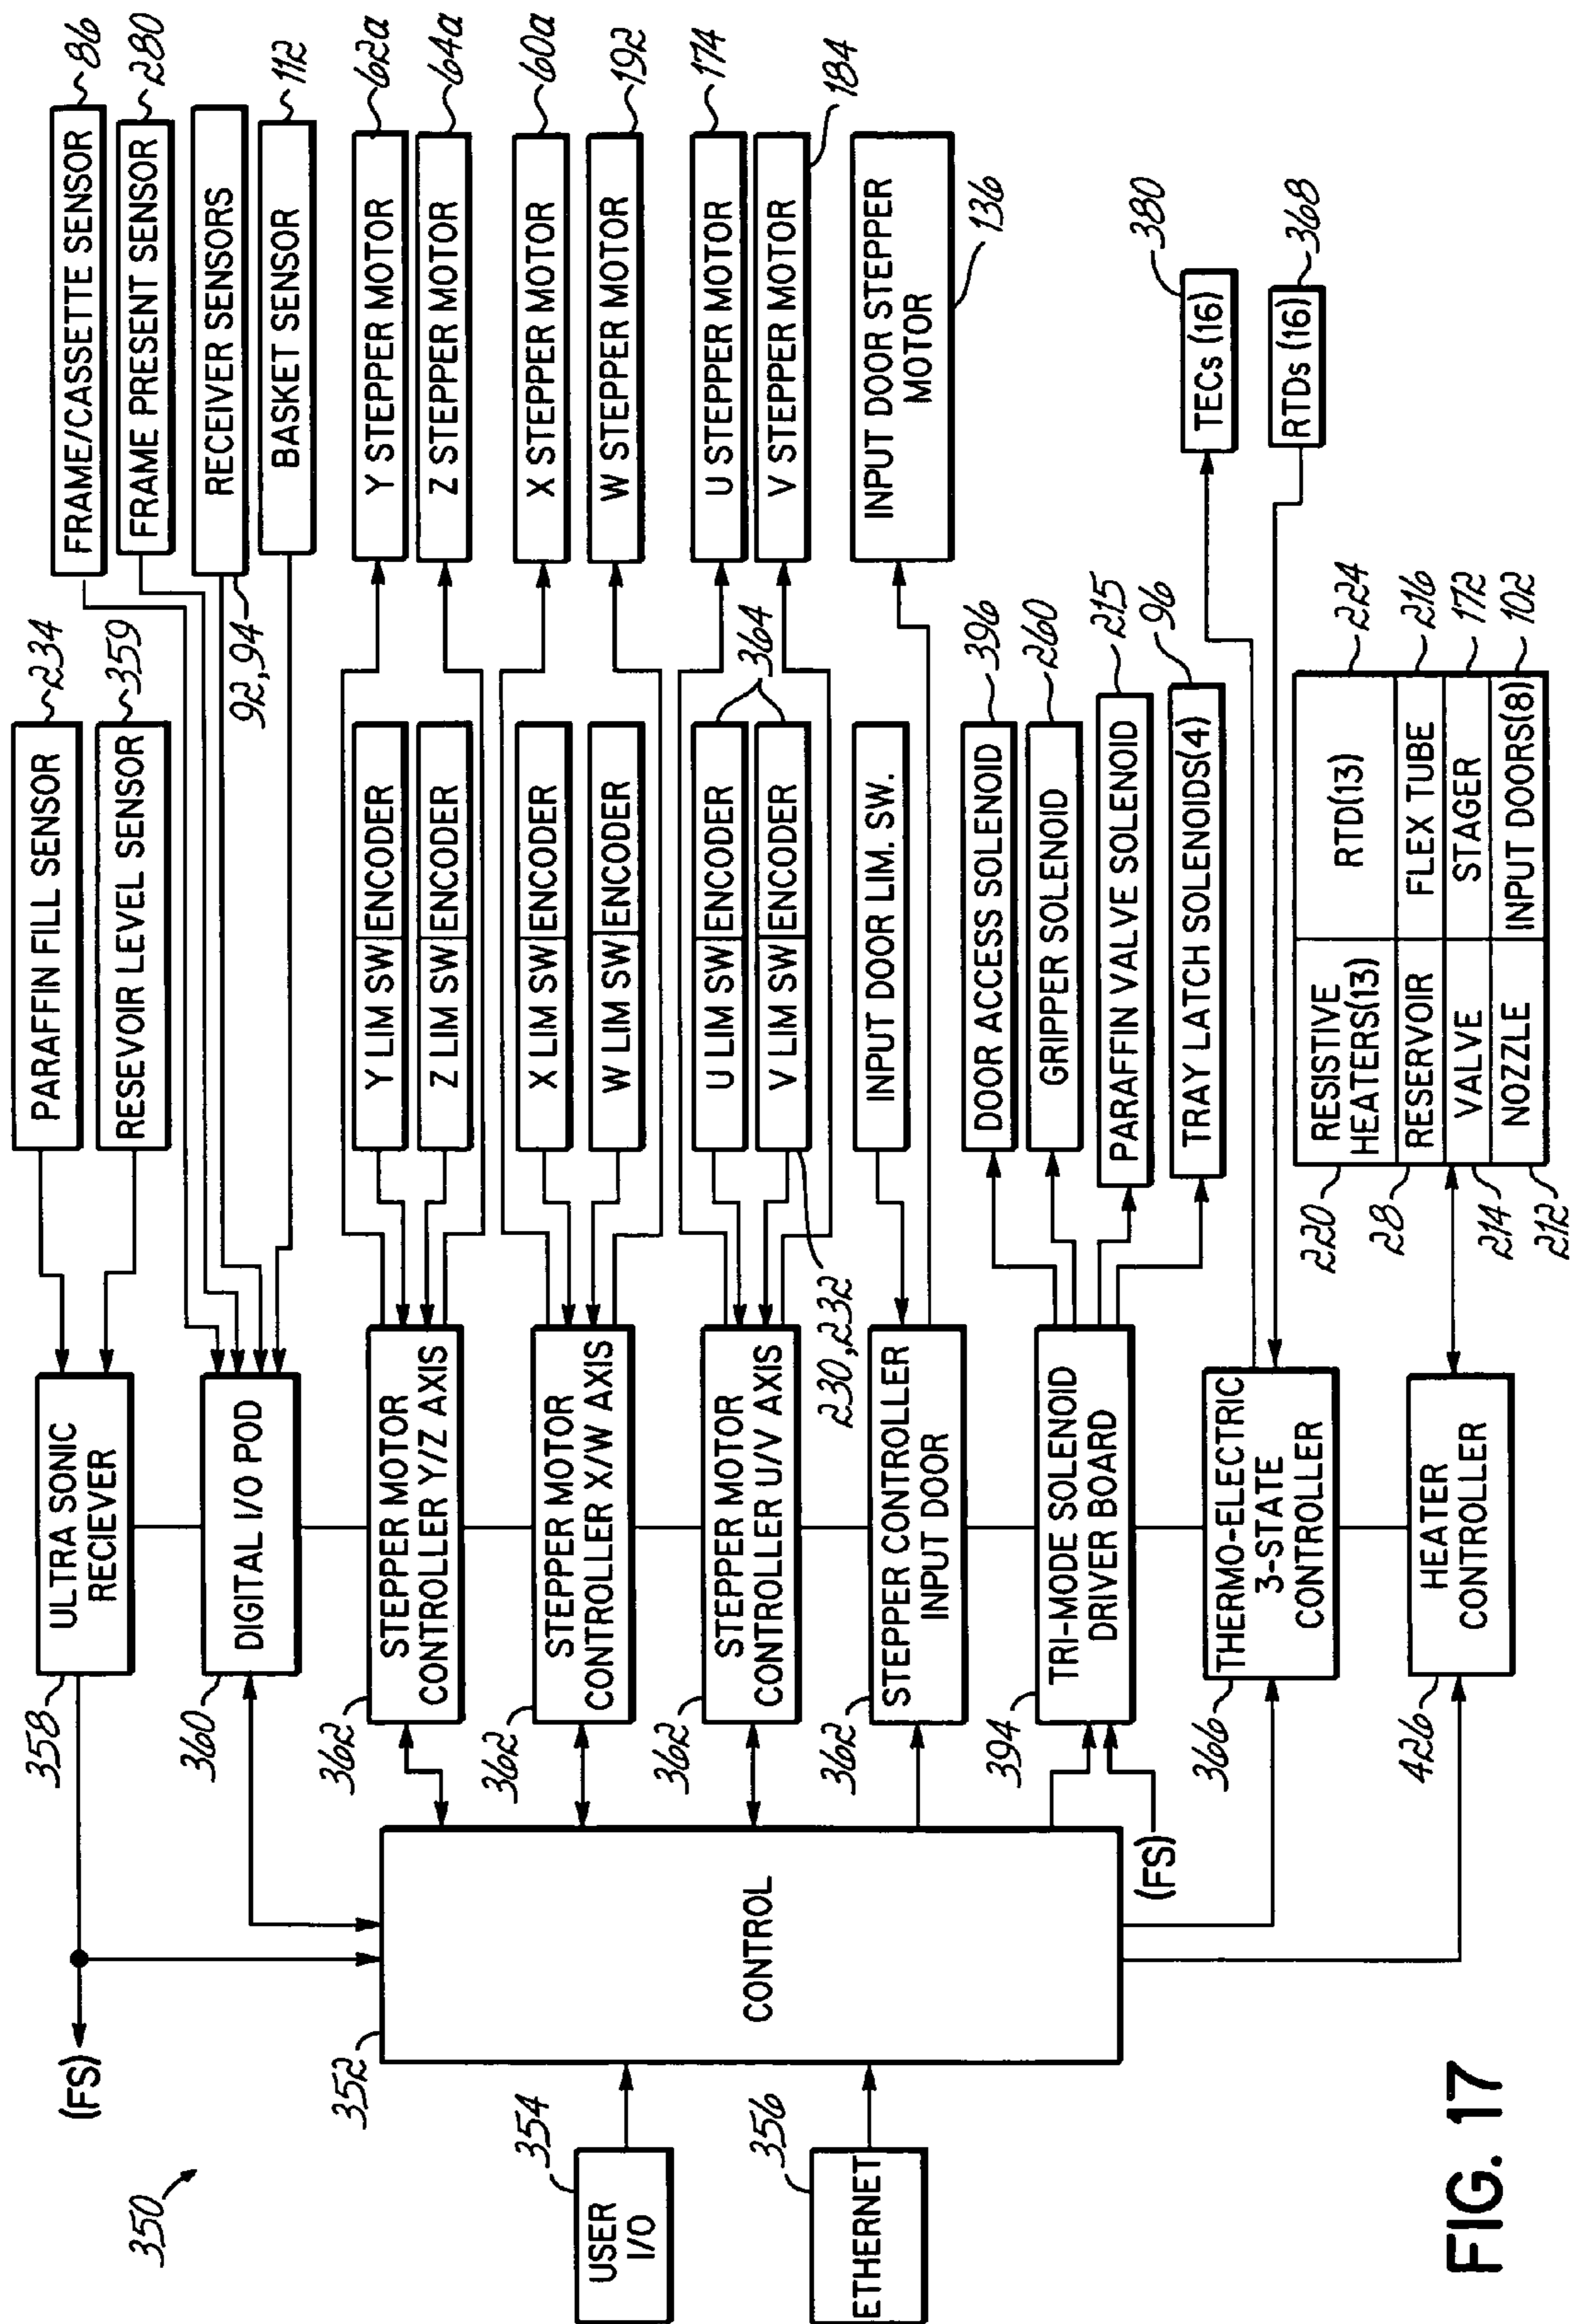 350
(FS)
352
354
USER
I/O
356
ETHERNET
CONTROL
(FS)
358
ULTRA SONIC
RECIEVER
360
DIGITAL I/O POD
362
STEPPER MOTOR
CONTROLLER Y/Z AXIS
362
STEPPER MOTOR
CONTROLLER X/W AXIS
362
STEPPER MOTOR
CONTROLLER U/V AXIS
362
STEPPER CONTROLLER
INPUT DOOR
394
TRI-MODE SOLENOID
DRIVER BOARD
366
THERMO-ELECTRIC
3-STATE
CONTROLLER
426
HEATER
CONTROLLER
PARAFFIN FILL SENSOR
234
RESEVOIR LEVEL SENSOR
359
92,94
Y LIM SW
ENCODER
Z LIM SW
ENCODER
X LIM SW
ENCODER
W LIM SW
ENCODER
U LIM SW
ENCODER
364
V LIM SW
ENCODER
230,232
INPUT DOOR LIM. SW.
DOOR ACCESS SOLENOID
396
GRIPPER SOLENOID
260
PARAFFIN VALVE SOLENOID
215
TRAY LATCH SOLENOIDS(4)
96
220
RESISTIVE
HEATERS(13)
RTD(13)
224
28
RESERVOIR
FLEX TUBE
216
214
VALVE
STAGER
172
212
NOZZLE
INPUT DOORS(8)
102
FRAME/CASSETTE SENSOR
86
FRAME PRESENT SENSOR
280
RECEIVER SENSORS
BASKET SENSOR
112
Y STEPPER MOTOR
62a
Z STEPPER MOTOR
64a
X STEPPER MOTOR
60a
W STEPPER MOTOR
192
U STEPPER MOTOR
174
V STEPPER MOTOR
184
INPUT DOOR STEPPER
MOTOR
136
TECs (16)
380
RTDs (16)
368
FIG. 17